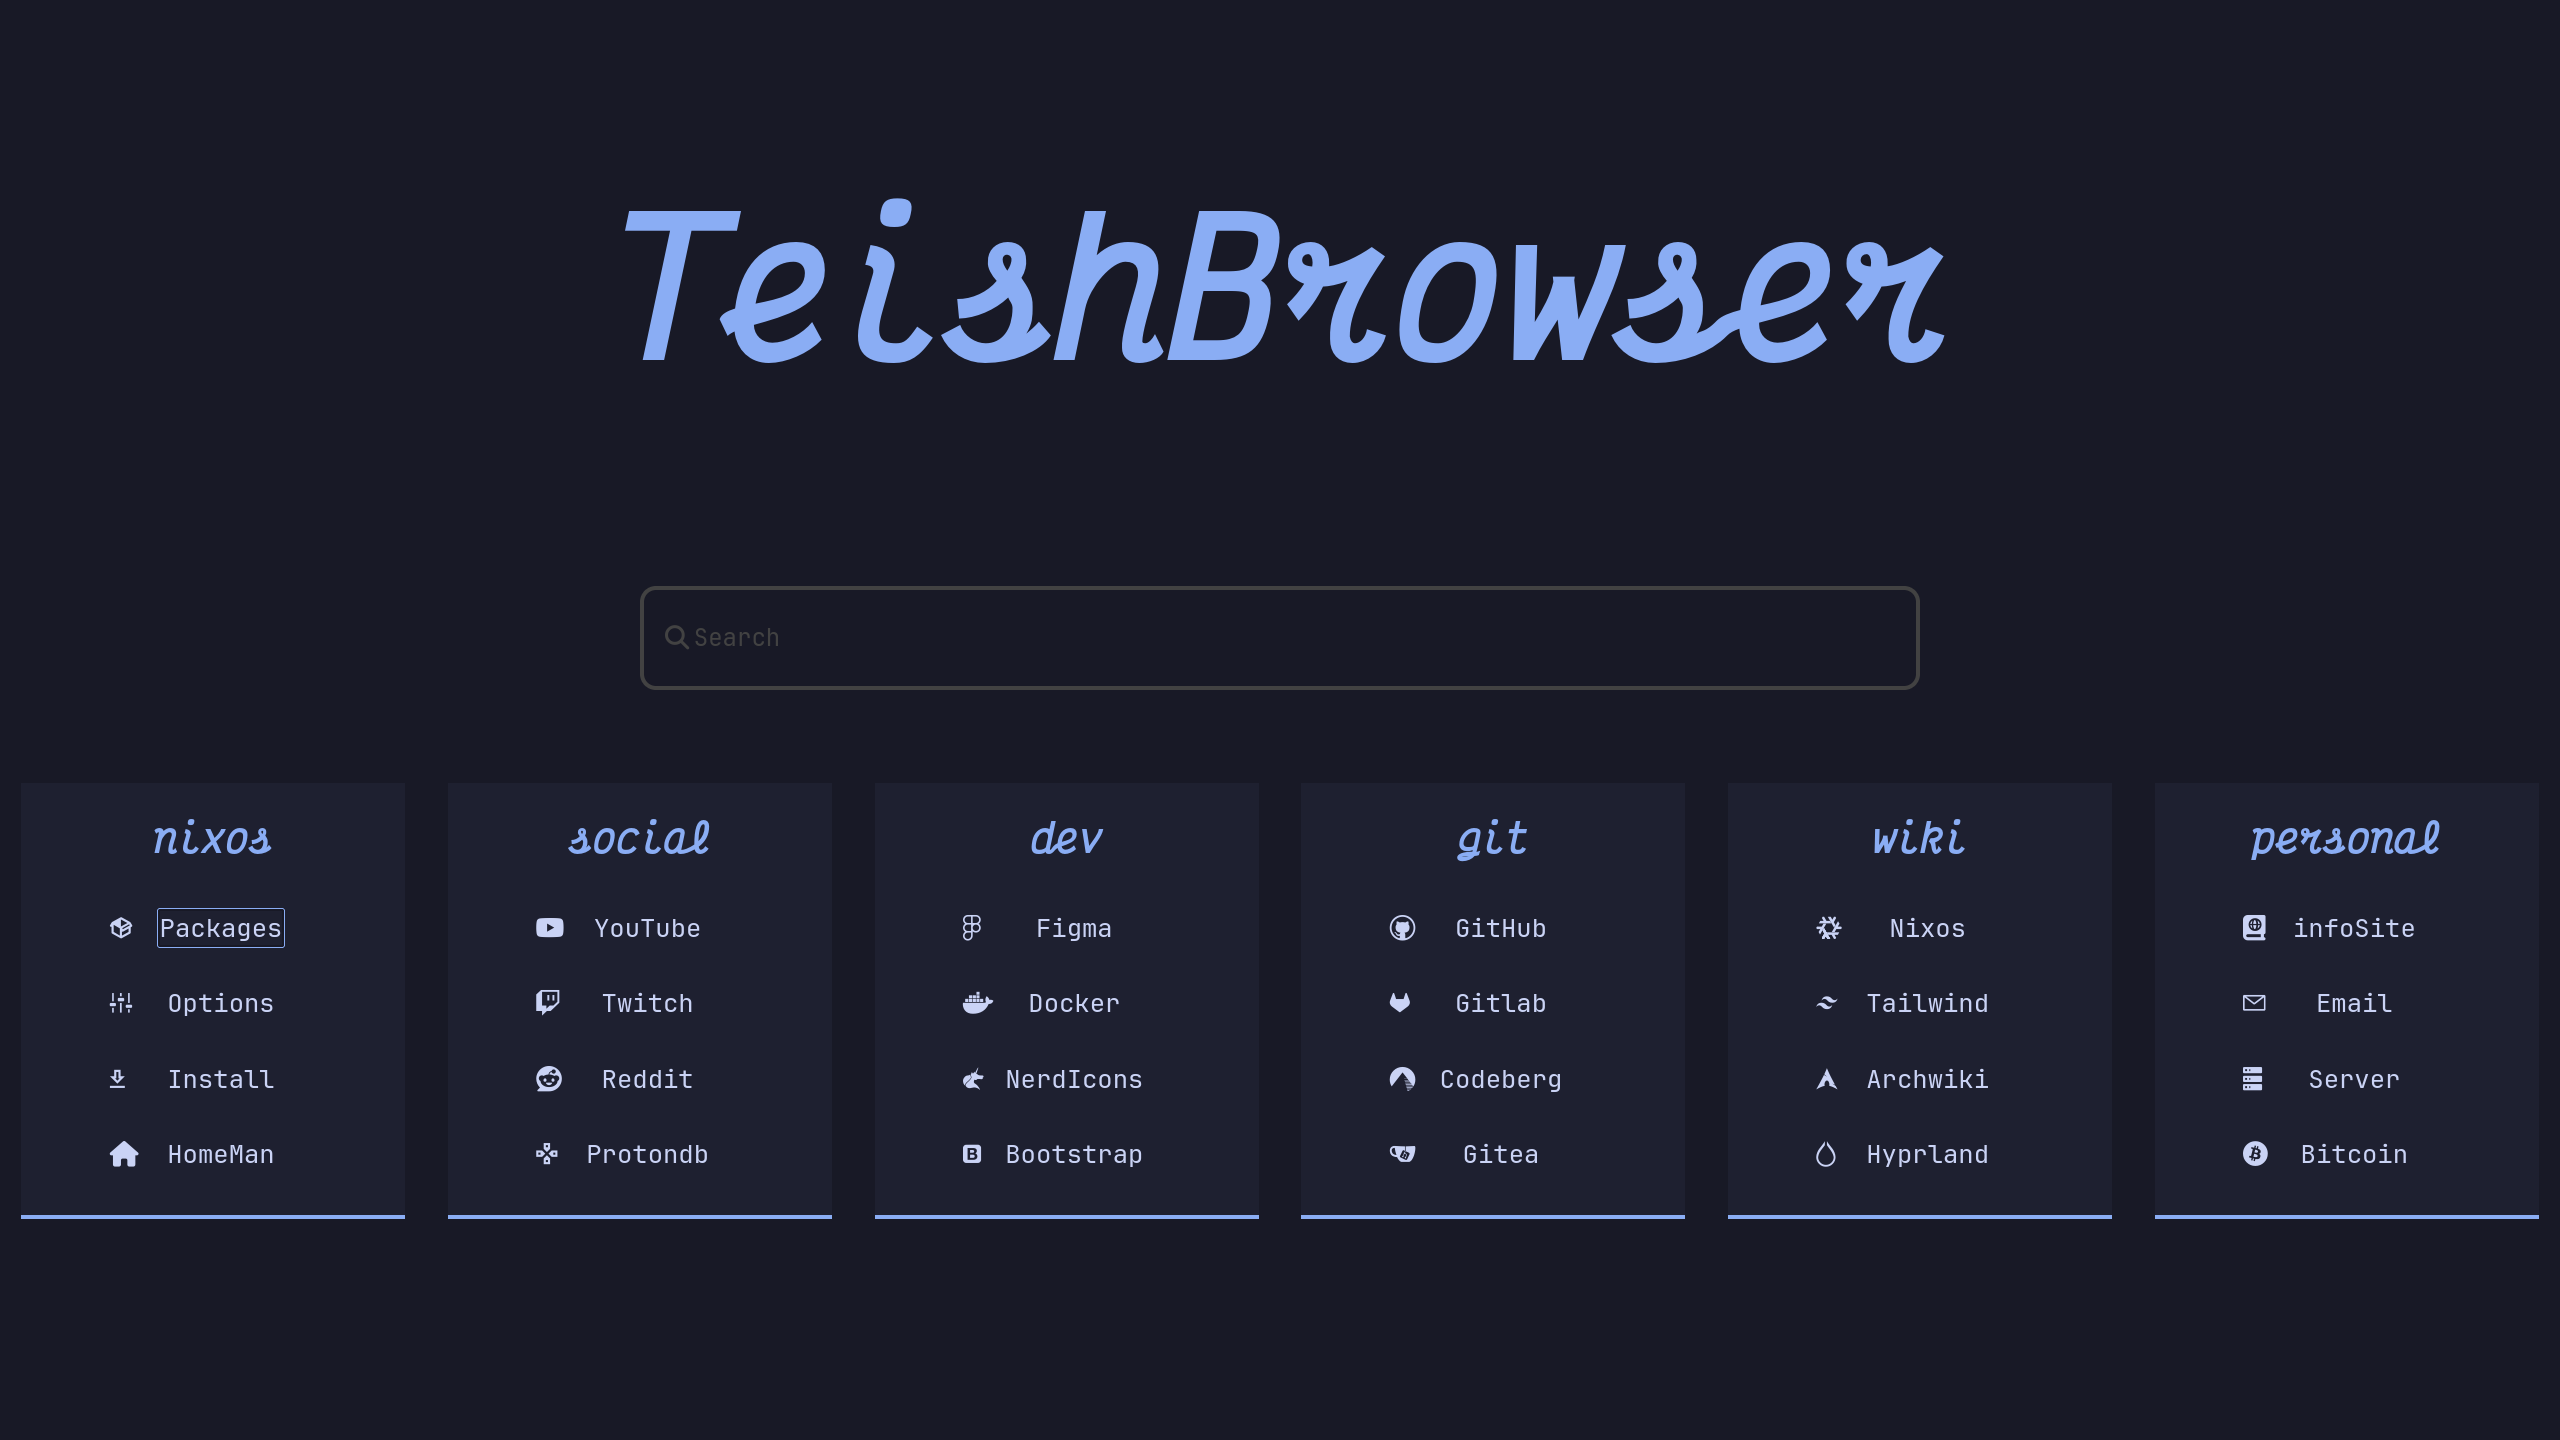 TeishBrowser
Search
nixos
Packages
Options
Install
HomeMan
social
YouTube
Twitch
Reddit
Protondb
dev
Figma
Docker
NerdIcons
Bootstrap
git
GitHub
Gitlab
Codeberg
Gitea
wiki
Nixos
Tailwind
Archwiki
Hyprland
personal
infoSite
Email
Server
Bitcoin